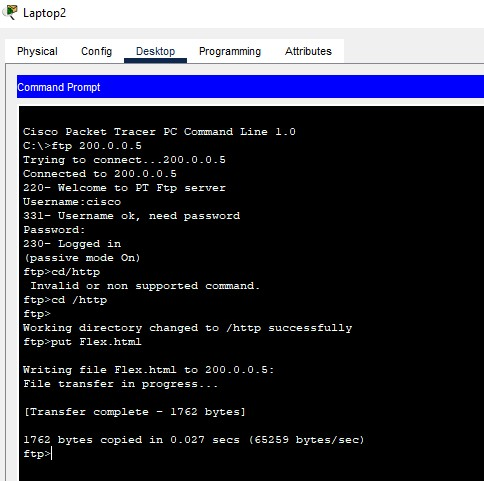 Laptop2
Physical Config Desktop Programming Attributes
Command Prompt
Cisco Packet Tracer PC Command Line 1.0
C:\>ftp 200.0.0.5
Trying to connect...200.0.0.5
Connected to 200.0.0.5
220- Welcome to PT Ftp server
Username:cisco
331- Username ok, need password
Password:
230- Logged in
(passive mode On)
ftp>cd/http
 Invalid or non supported command.
ftp>cd /http
ftp>
Working directory changed to /http successfully
ftp>put Flex.html
Writing file Flex.html to 200.0.0.5:
File transfer in progress...
[Transfer complete - 1762 bytes]
1762 bytes copied in 0.027 secs (65259 bytes/sec)
ftp>